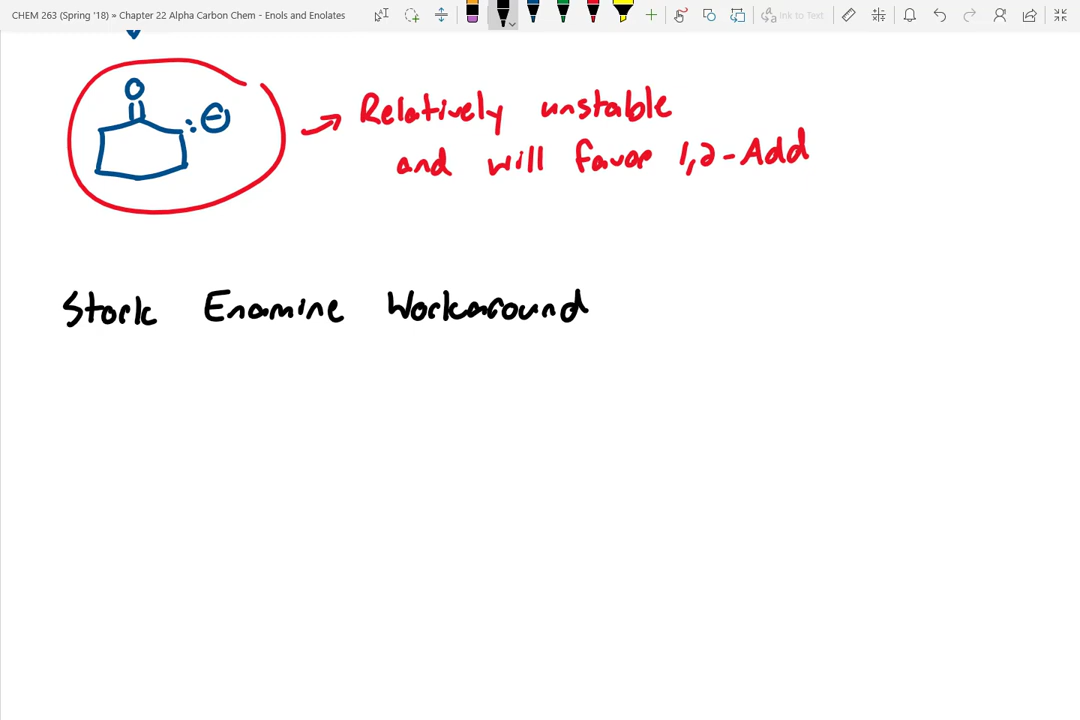 CHEM 263 (Spring '18) » Chapter 22 Alpha Carbon Chem - Enols and Enolates
Ink to Text
O
:⊖
→ Relatively unstable
and will favor 1,2-Add
Stork Enamine Workaround